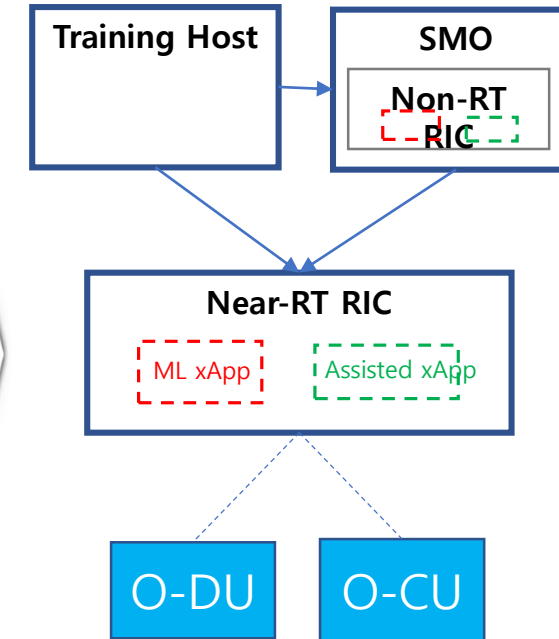 Training Host
SMO
Non-RT
RIC
Near-RT RIC
ML xApp
Assisted xApp
O-DU
O-CU